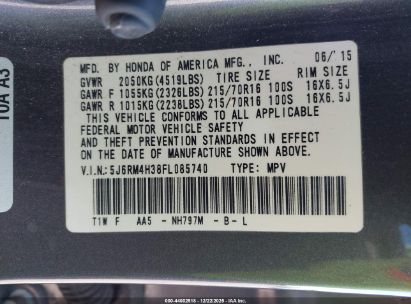 10A A3
MFD. BY HONDA OF AMERICA MFG., INC. 06/15
GVWR 2050KG(4519LBS) TIRE SIZE RIM SIZE
GAWR F 1055KG(2326LBS) 215/70R16 100S 16X6.5J
GAWR R 1015KG(2238LBS) 215/70R16 100S 16X6.5J
THIS VEHICLE CONFORMS TO ALL APPLICABLE
FEDERAL MOTOR VEHICLE SAFETY
AND THEFT PREVENTION STANDARDS IN EFFECT
ON THE DATE OF MANUFACTURE SHOWN ABOVE.
V.I.N:5J6RM4H38FL085740 TYPE: MPV
T1W F AA5 - NH797M - B - L